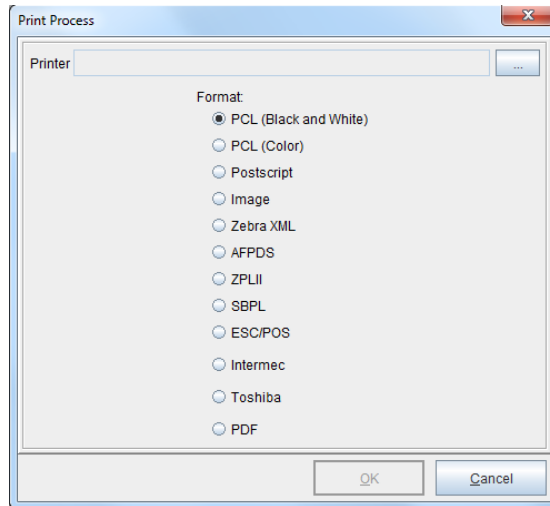 Print Process
Printer ...
Format:
PCL (Black and White)
PCL (Color)
Postscript
Image
Zebra XML
AFPDS
ZPLII
SBPL
ESC/POS
Intermec
Toshiba
PDF
OK Cancel